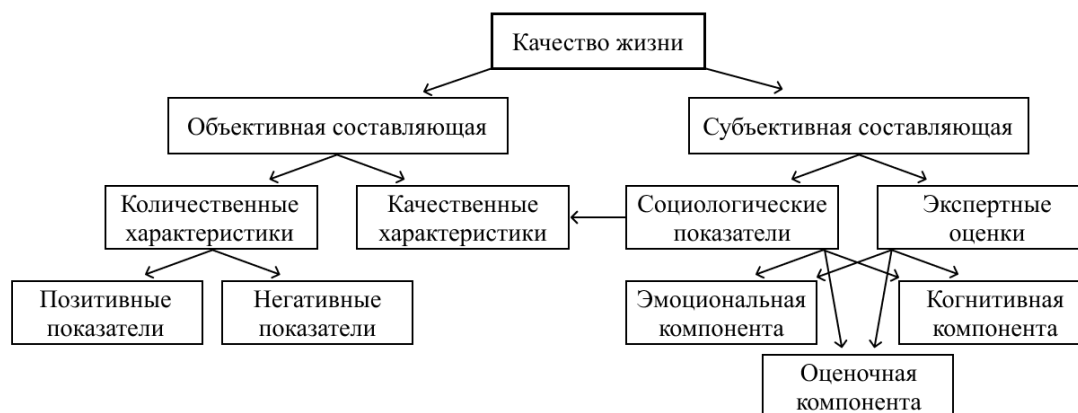 Качество жизни
Объективная составляющая
Субъективная составляющая
Количественные
характеристики
Качественные
характеристики
Социологические
показатели
Экспертные
оценки
Позитивные
показатели
Негативные
показатели
Эмоциональная
компонента
Когнитивная
компонента
Оценочная
компонента